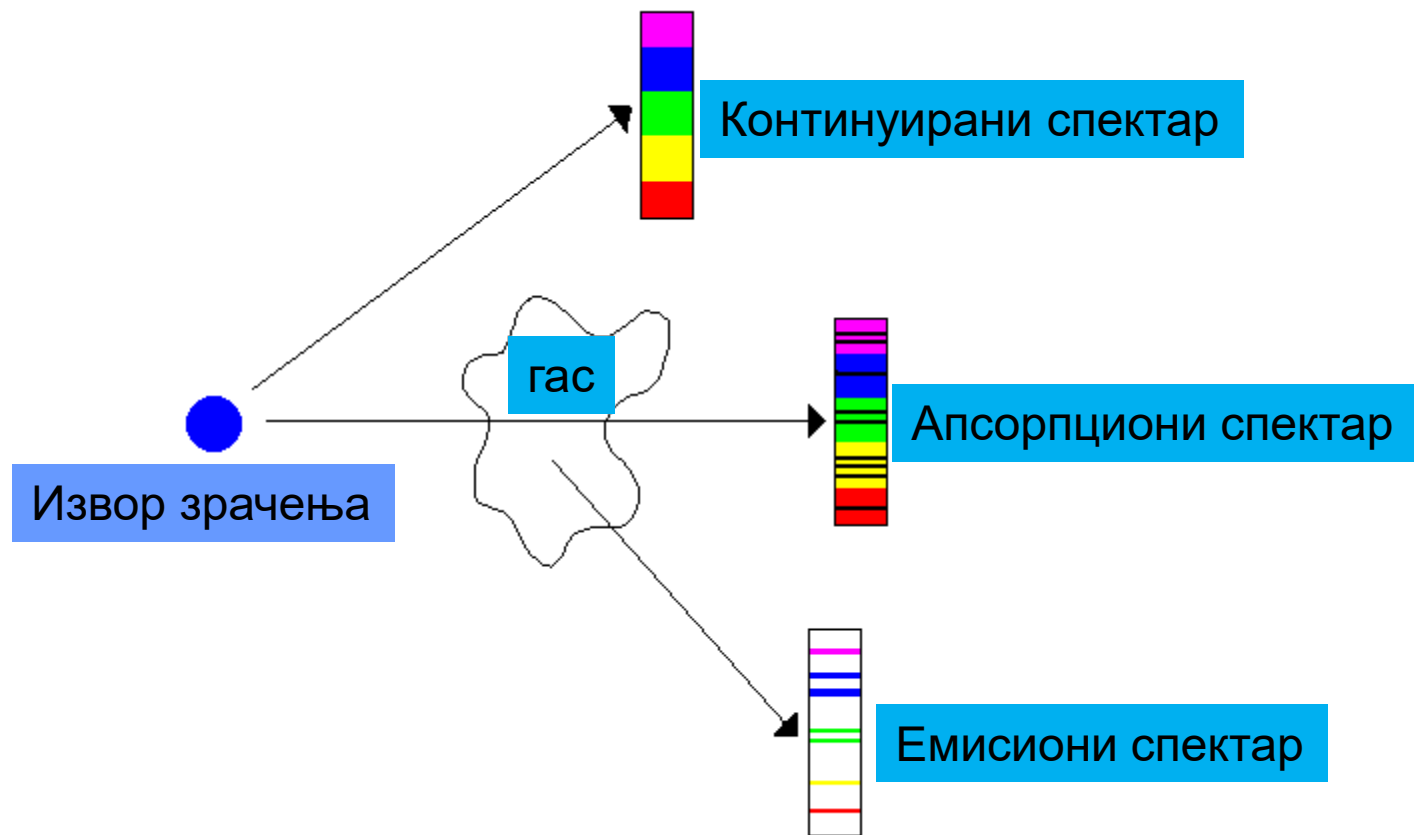 Континуирани спектар
гас
Апсорпциони спектар
Извор зрачења
Емисиони спектар